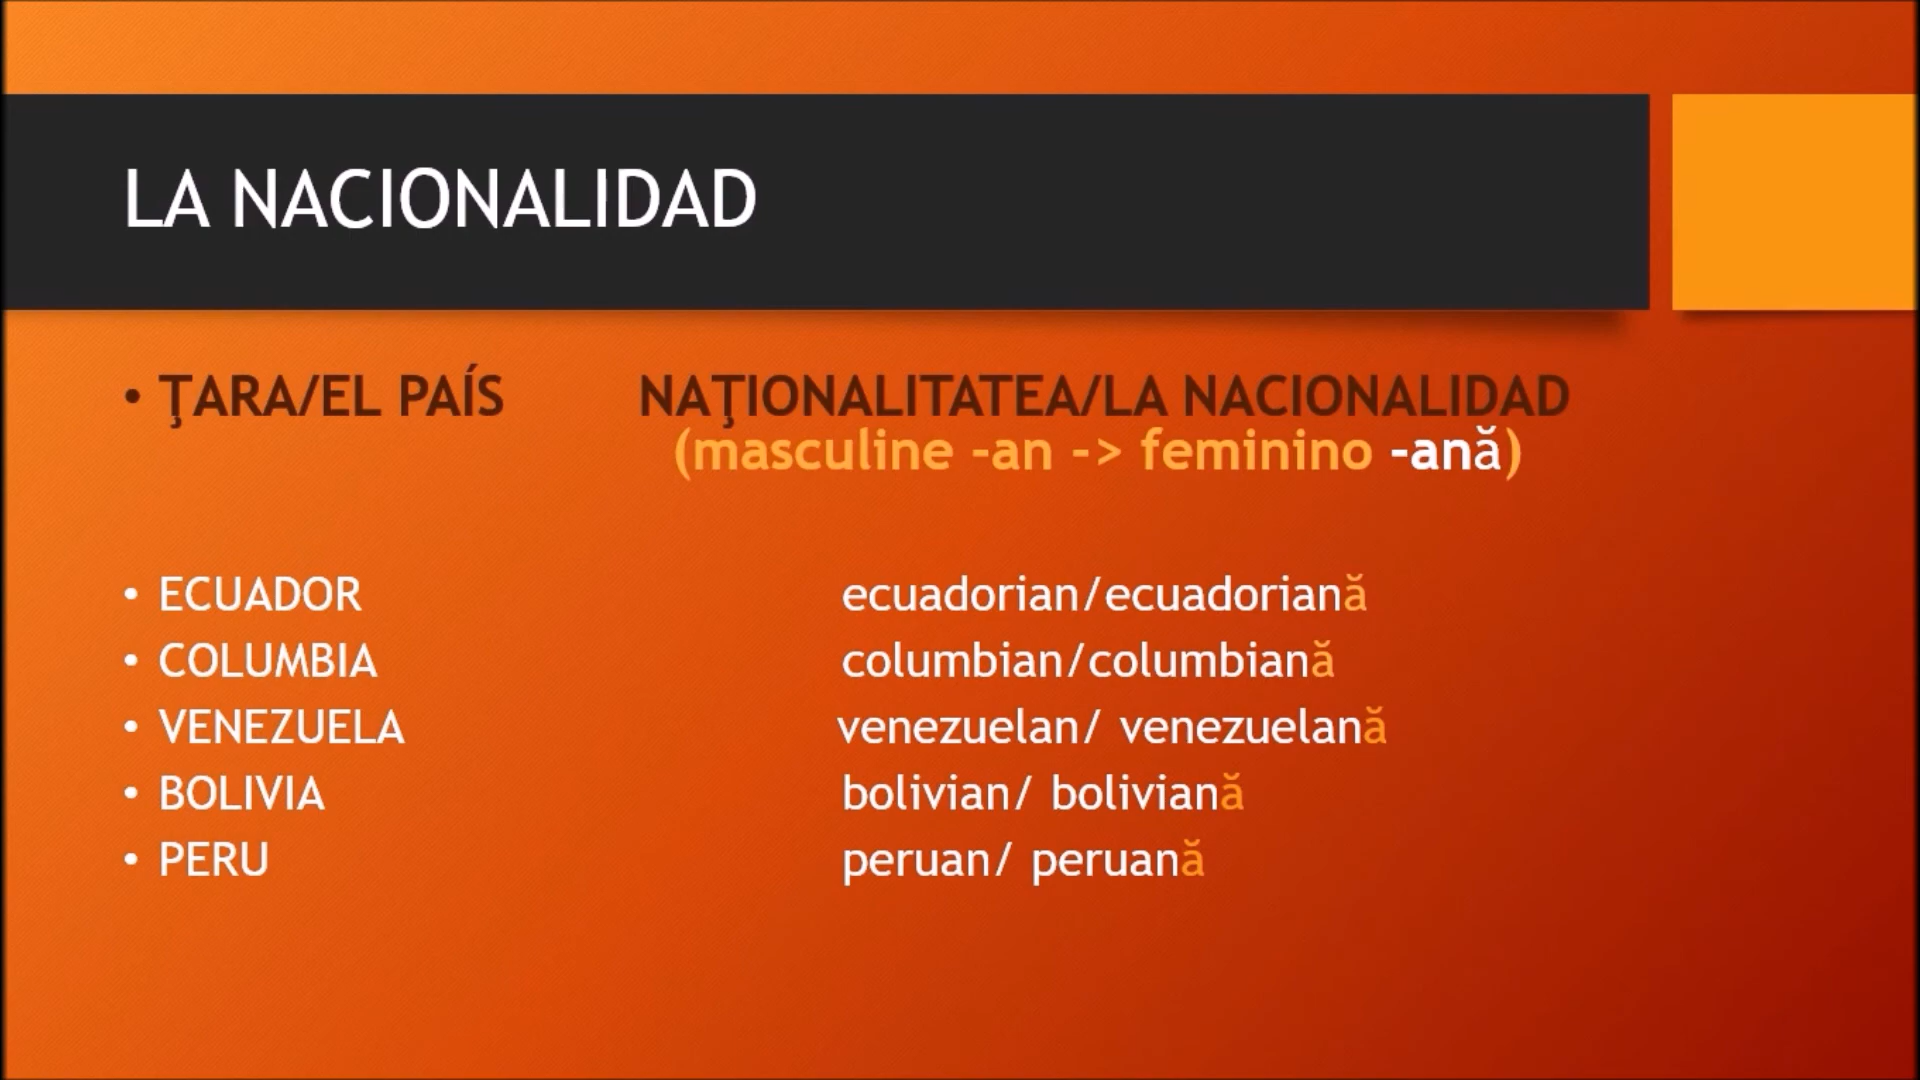 LA NACIONALIDAD
• ŢARA/EL PAÍS NAŢIONALITATEA/LA NACIONALIDAD
(masculine -an -> feminino -ană)
• ECUADOR ecuadorian/ecuadoriană
• COLUMBIA columbian/columbiană
• VENEZUELA venezuelan/ venezuelană
• BOLIVIA bolivian/ boliviană
• PERU peruan/ peruană